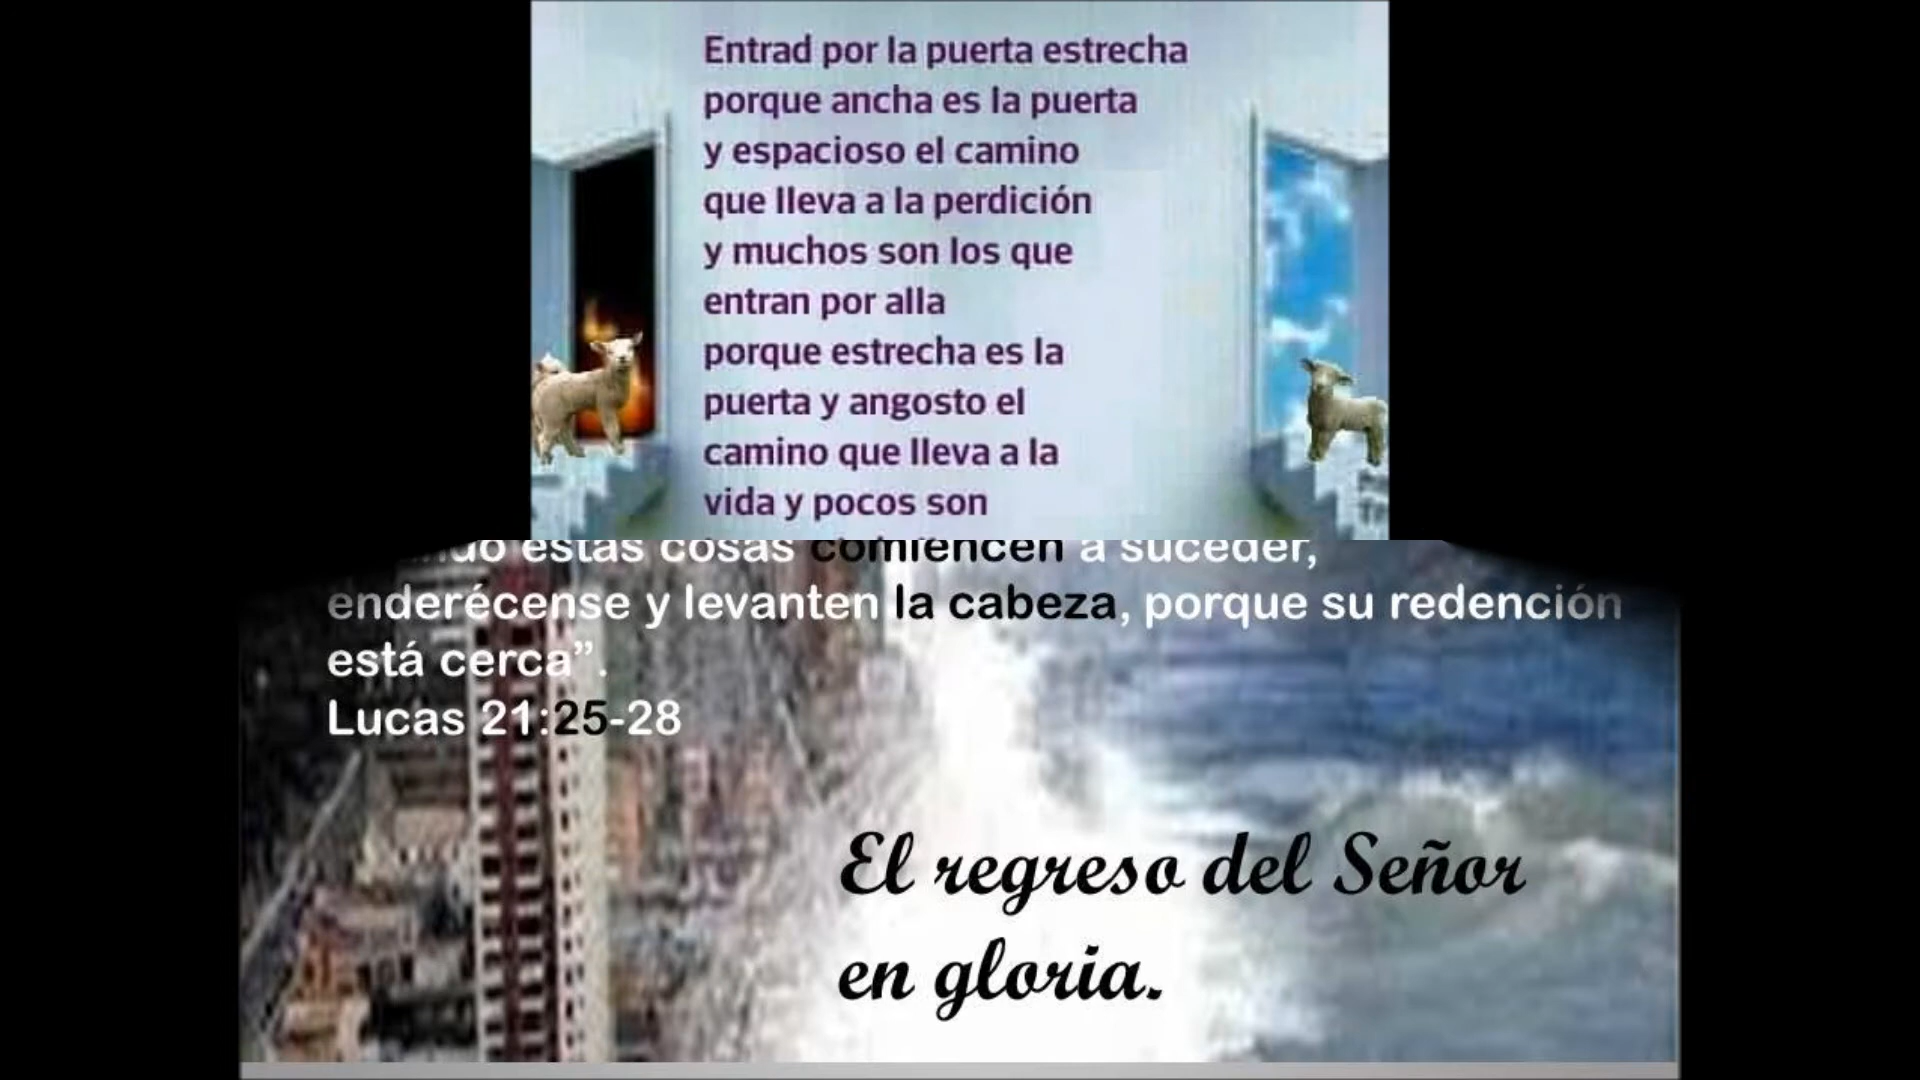 Entrad por la puerta estrecha
porque ancha es la puerta
y espacioso el camino
que lleva a la perdición
y muchos son los que
entran por alla
porque estrecha es la
puerta y angosto el
camino que lleva a la
vida y pocos son
estas cosas comiencen a suceder,
enderécense y levanten la cabeza, porque su redención
está cerca”.
Lucas 21:25-28
El regreso del Señor
en gloria.